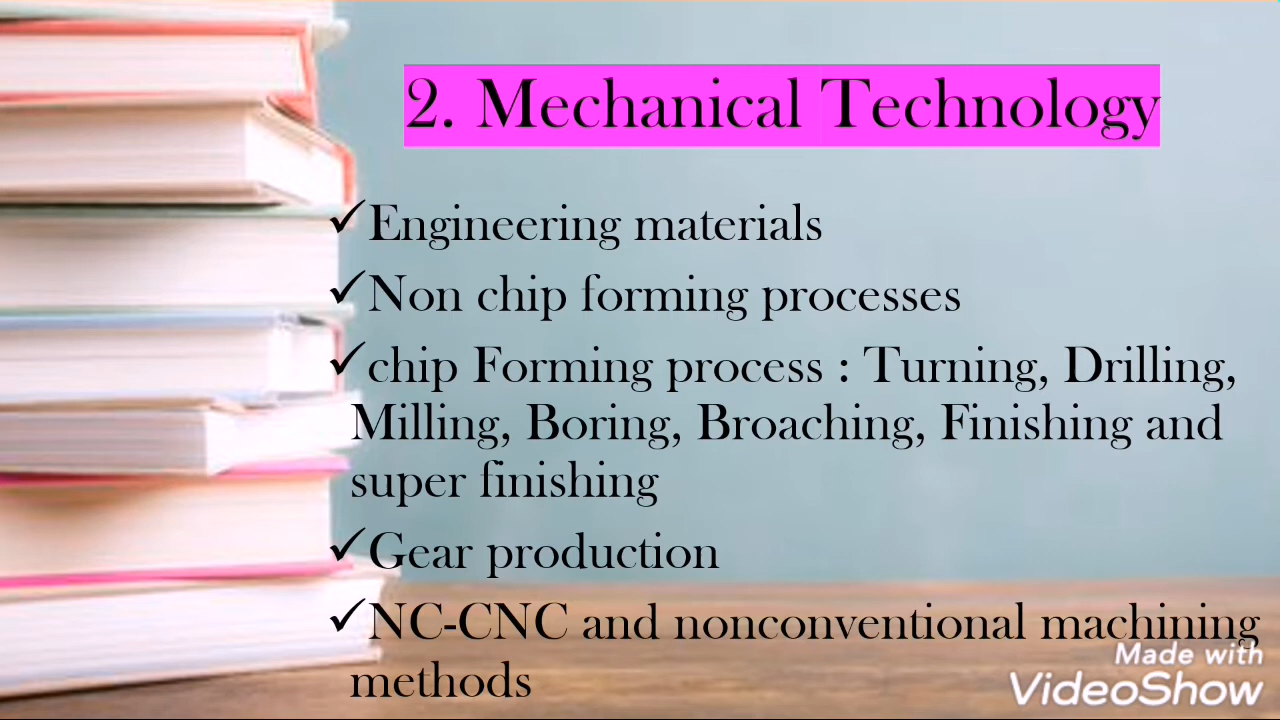 2. Mechanical Technology
✓Engineering materials
✓Non chip forming processes
✓chip Forming process : Turning, Drilling,
Milling, Boring, Broaching, Finishing and
super finishing
✓Gear production
✓NC-CNC and nonconventional machining
methods
Made with
VideoShow